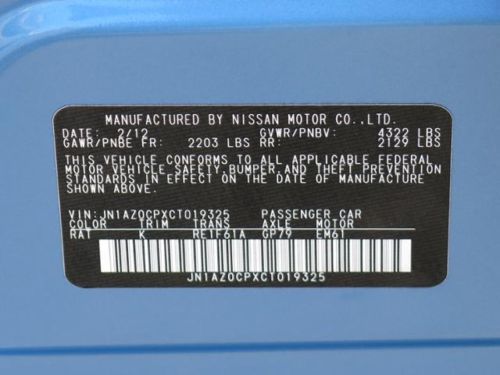 MANUFACTURED BY NISSAN MOTOR CO.,LTD.
DATE: 2/12 GVWR/PNBV: 4322 LBS
GAWR/PNBE FR: 2203 LBS RR: 2129 LBS
THIS VEHICLE CONFORMS TO ALL APPLICABLE FEDERAL
MOTOR VEHICLE SAFETY,BUMPER,AND THEFT PREVENTION
STANDARDS IN EFFECT ON THE DATE OF MANUFACTURE
SHOWN ABOVE.
VIN:JN1AZ0CPXCT019325 PASSENGER CAR
COLOR TRIM TRANS AXLE MOTOR
RAT K RE1F61A GP79 EM61
JN1AZ0CPXCT019325